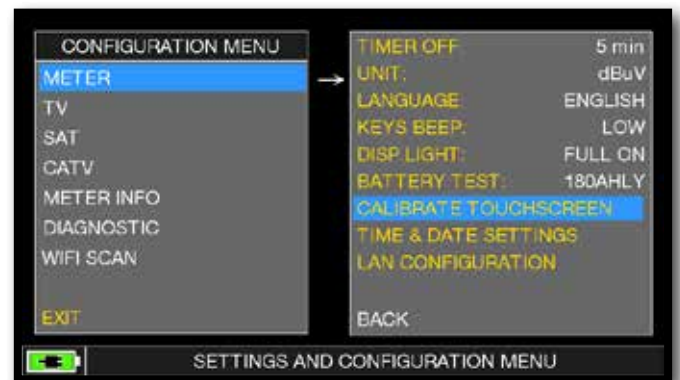 CONFIGURATION MENU
METER
TV
SAT
CATV
METER INFO
DIAGNOSTIC
WIFI SCAN
EXIT
→
TIMER OFF 5 min
UNIT: dBuV
LANGUAGE ENGLISH
KEYS BEEP: LOW
DISP.LIGHT: FULL ON
BATTERY TEST: 180AHLY
CALIBRATE TOUCHSCREEN
TIME & DATE SETTINGS
LAN CONFIGURATION
BACK
SETTINGS AND CONFIGURATION MENU